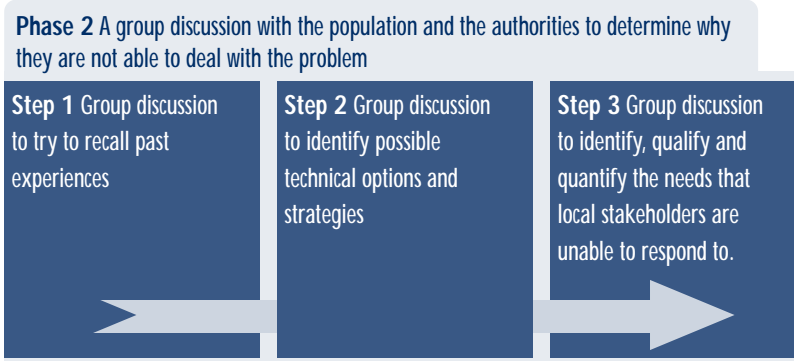 Phase 2 A group discussion with the population and the authorities to determine why
they are not able to deal with the problem
Step 1 Group discussion
to try to recall past
experiences
Step 2 Group discussion
to identify possible
technical options and
strategies
Step 3 Group discussion
to identify, qualify and
quantify the needs that
local stakeholders are
unable to respond to.